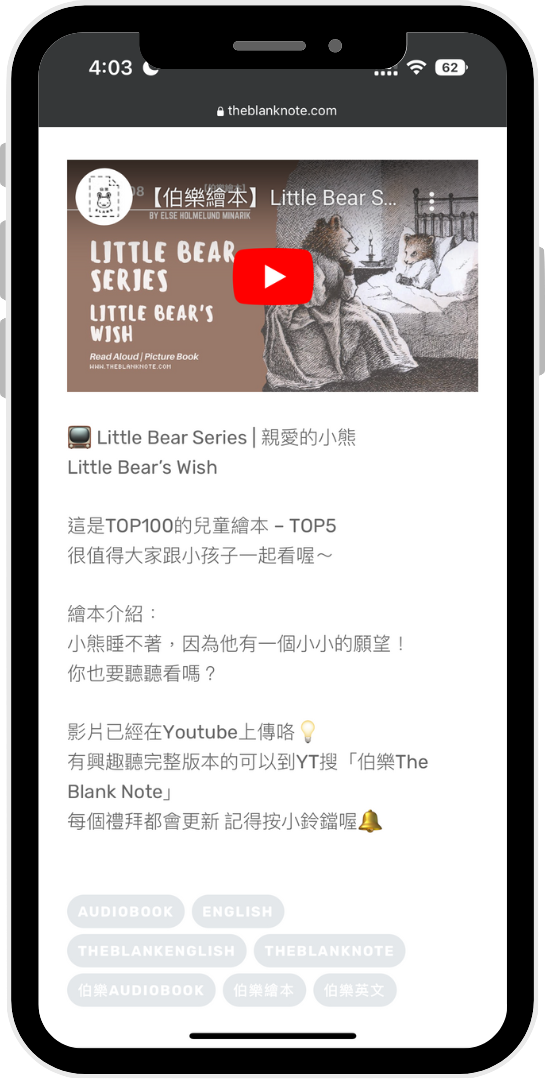 4:03
62
theblanknote.com
08
【伯樂繪本】Little Bear S...
BY ELSE HOLMELUND MINARIK
LITTLE BEAR
SERIES
LITTLE BEAR'S
WISH
Read Aloud | Picture Book
WWW.THEBLANKNOTE.COM
📺 Little Bear Series | 親愛的小熊
Little Bear’s Wish
這是TOP100的兒童繪本 – TOP5
很值得大家跟小孩子一起看喔～
繪本介紹：
小熊睡不著，因為他有一個小小的願望！
你也要聽聽看嗎？
影片已經在Youtube上傳咯💡
有興趣聽完整版本的可以到YT搜「伯樂The
Blank Note」
每個禮拜都會更新 記得按小鈴鐺喔🔔
AUDIOBOOK
ENGLISH
THEBLANKENGLISH
THEBLANKNOTE
伯樂AUDIOBOOK
伯樂繪本
伯樂英文